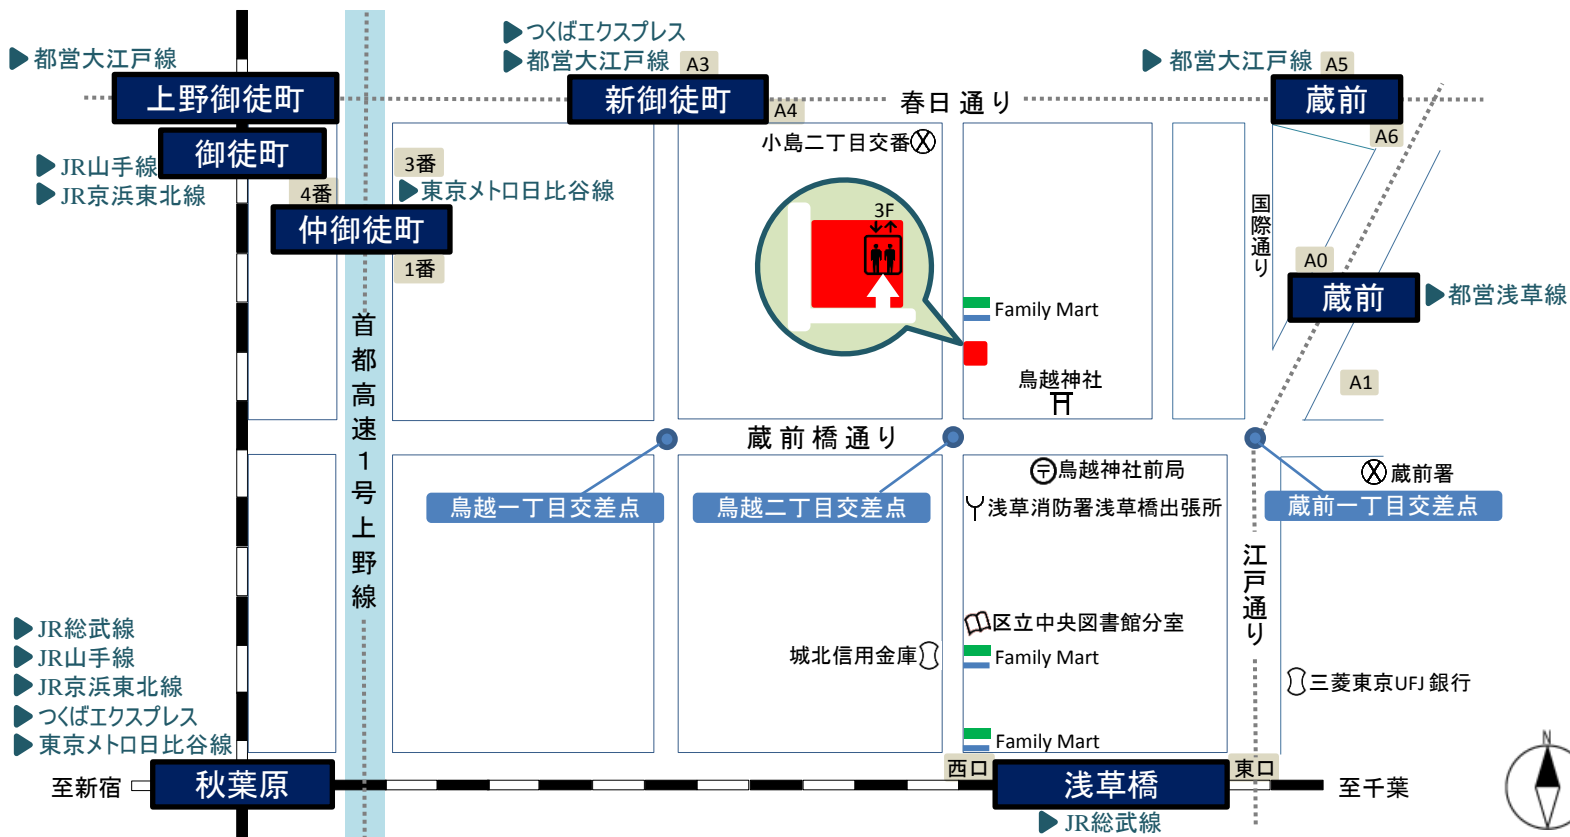 ▶つくばエクスプレス
▶都営大江戸線
▶都営大江戸線
A3
▶都営大江戸線
A5
上野御徒町
新御徒町
A4
春日通り
蔵前
A6
御徒町
小島二丁目交番
▶JR山手線
▶JR京浜東北線
3番
4番
▶東京メトロ日比谷線
仲御徒町
1番
3F
国際通り
A0
蔵前
▶都営浅草線
Family Mart
首都高速1号上野線
A1
鳥越神社
蔵前橋通り
〒鳥越神社前局
蔵前署
鳥越一丁目交差点
鳥越二丁目交差点
浅草消防署浅草橋出張所
蔵前一丁目交差点
江戸通り
区立中央図書館分室
城北信用金庫
Family Mart
三菱東京UFJ銀行
▶JR総武線
▶JR山手線
▶JR京浜東北線
▶つくばエクスプレス
▶東京メトロ日比谷線
Family Mart
N
西口
東口
至新宿
秋葉原
浅草橋
至千葉
▶JR総武線